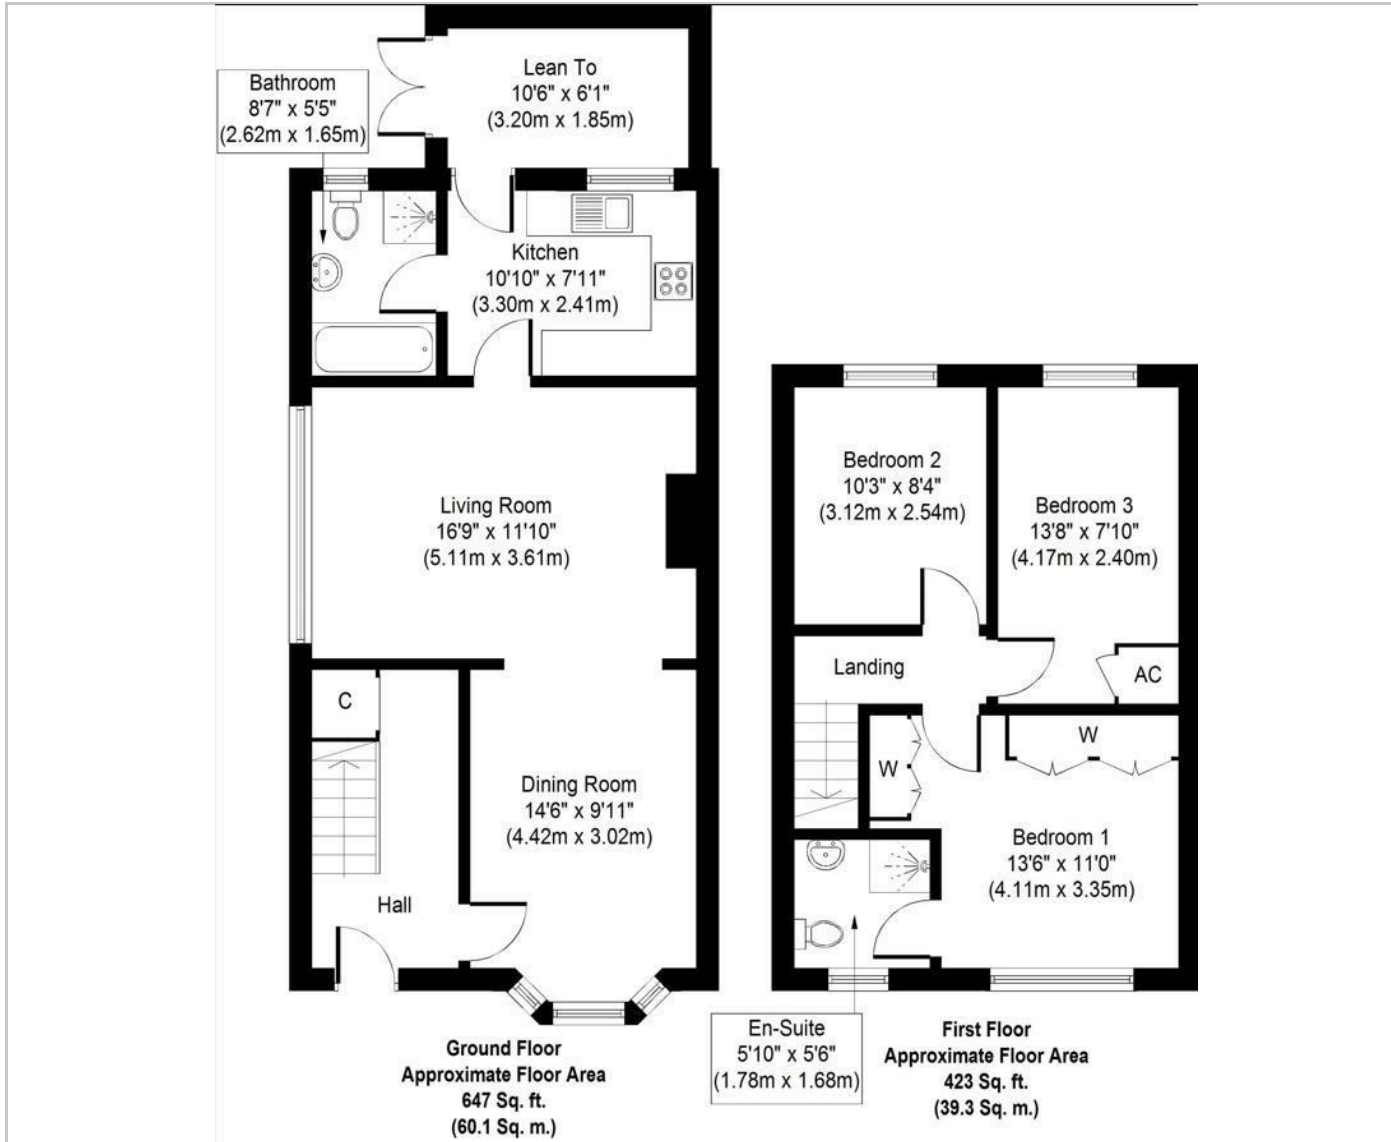 Bathroom
8'7" x 5'5"
(2.62m x 1.65m)
Lean To
10'6" x 6'1"
(3.20m x 1.85m)
Kitchen
10'10" x 7'11"
(3.30m x 2.41m)
Living Room
16'9" x 11'10"
(5.11m x 3.61m)
C
Dining Room
14'6" x 9'11"
(4.42m x 3.02m)
Hall
Ground Floor
Approximate Floor Area
647 Sq. ft.
(60.1 Sq. m.)
Bedroom 2
10'3" x 8'4"
(3.12m x 2.54m)
Bedroom 3
13'8" x 7'10"
(4.17m x 2.40m)
Landing
AC
W
W
Bedroom 1
13'6" x 11'0"
(4.11m x 3.35m)
En-Suite
5'10" x 5'6"
(1.78m x 1.68m)
First Floor
Approximate Floor Area
423 Sq. ft.
(39.3 Sq. m.)